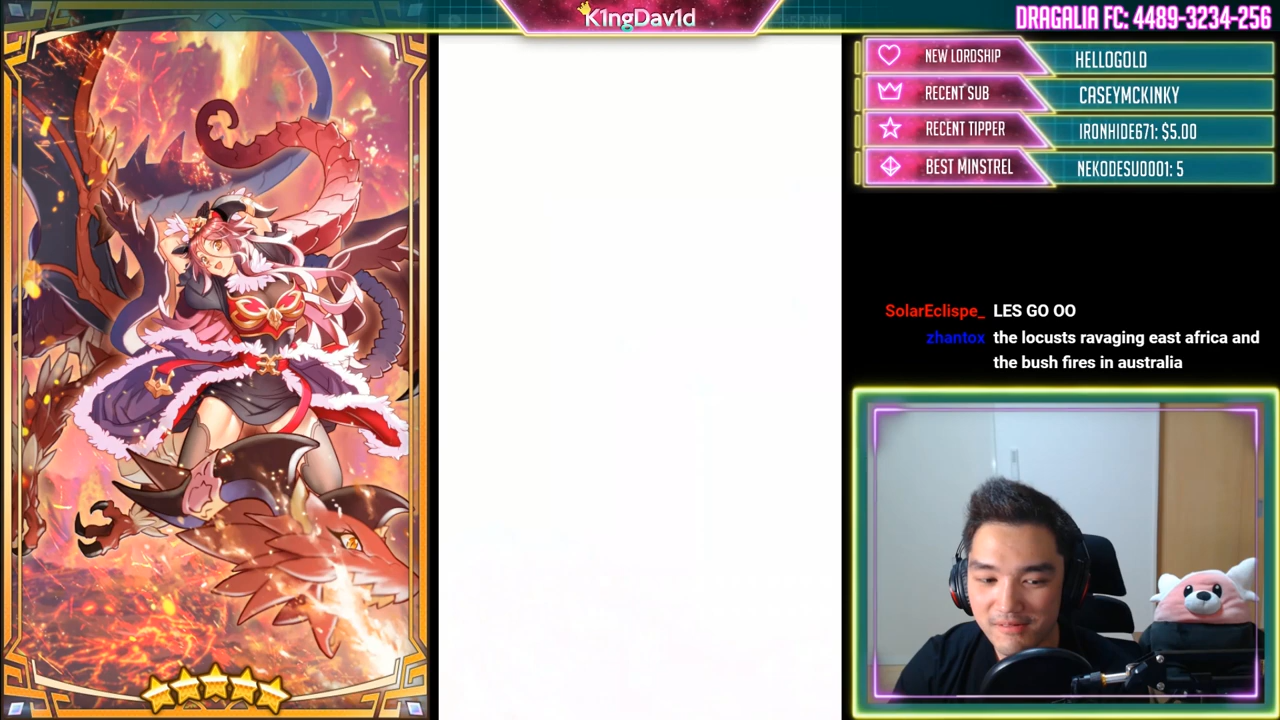 K1ngDav1d
DRAGALIA FC: 4489-3234-256
NEW LORDSHIP HELLOGOLD
RECENT SUB CASEYMCKINKY
RECENT TIPPER IRONHIDE671: $5.00
BEST MINSTREL NEKODESU0001: 5
SolarEclispe_ LES GO OO
zhantox the locusts ravaging east africa and
the bush fires in australia